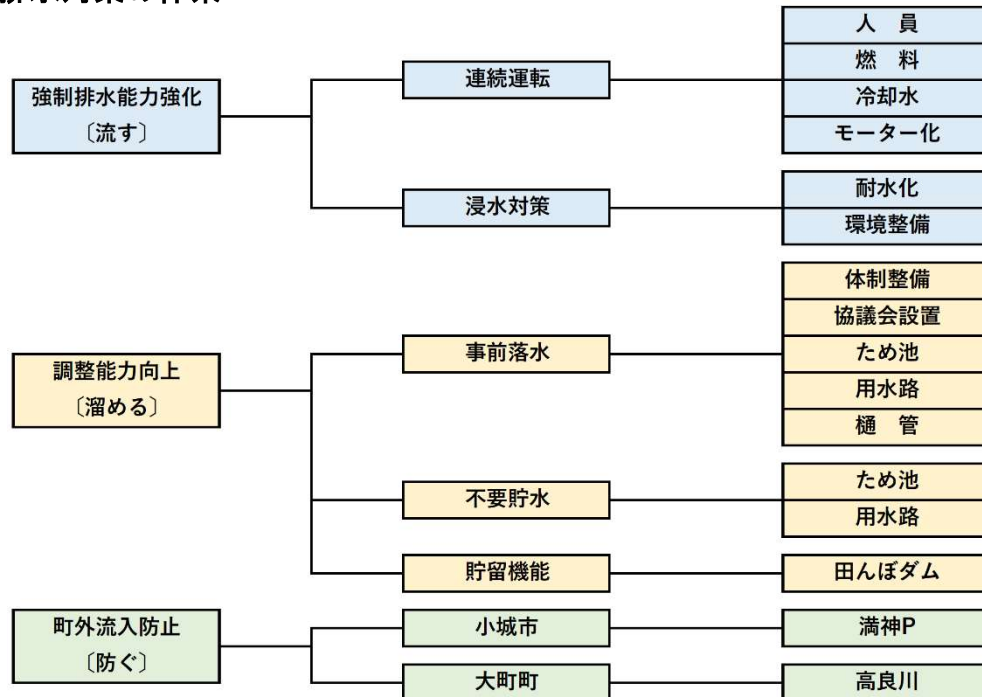 強制排水能力強化
〔流す〕
連続運転
人　員
燃　料
冷却水
モーター化
浸水対策
耐水化
環境整備
調整能力向上
〔溜める〕
事前落水
体制整備
協議会設置
ため池
用水路
樋　管
不要貯水
ため池
用水路
貯留機能
田んぼダム
町外流入防止
〔防ぐ〕
小城市
満神P
大町町
高良川